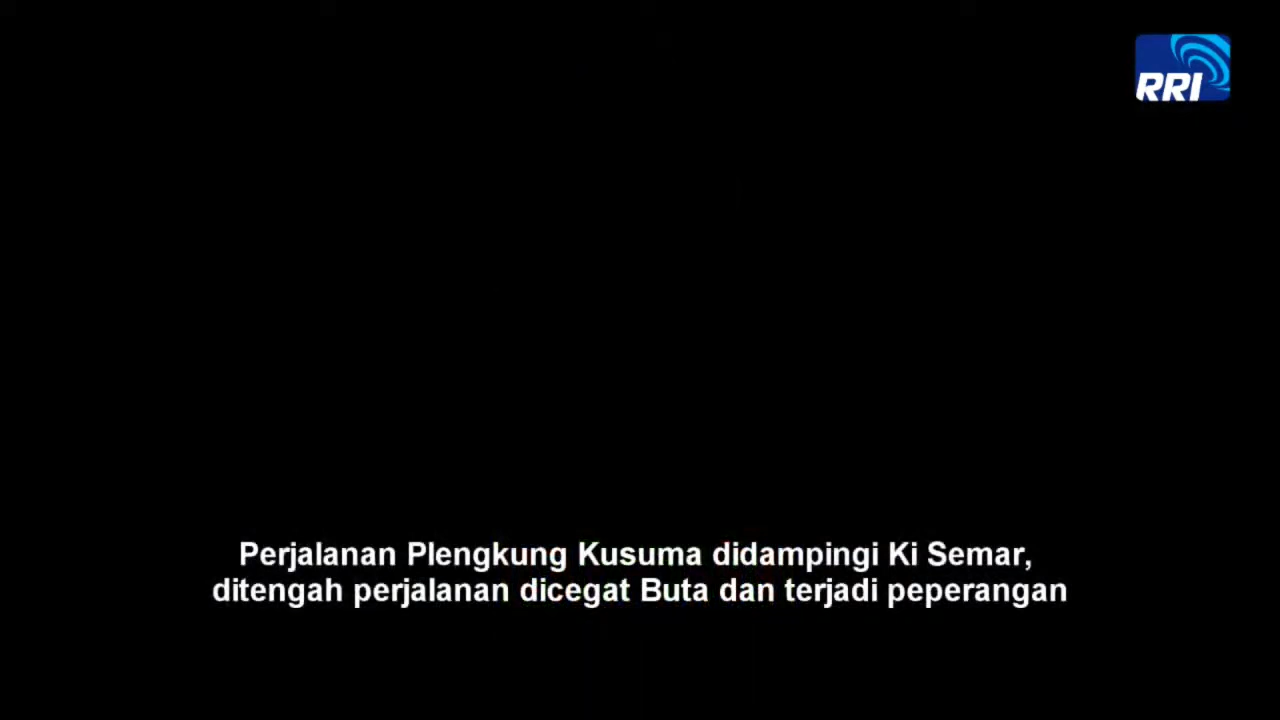 RRI
Perjalanan Plengkung Kusuma didampingi Ki Semar,
ditengah perjalanan dicegat Buta dan terjadi peperangan